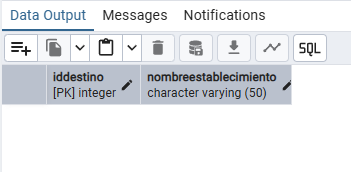 Data Output Messages Notifications
SQL
iddestino nombreestablecimiento
[PK] integer character varying (50)